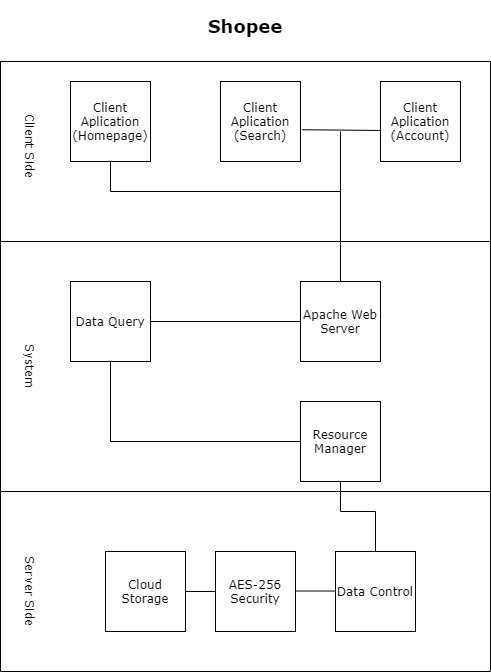 Shopee
Client SIde
Client
Aplication
(Homepage)
Client
Aplication
(Search)
Client
Aplication
(Account)
System
Data Query
Apache Web
Server
Resource
Manager
Server SIde
Cloud
Storage
AES-256
Security
Data Control